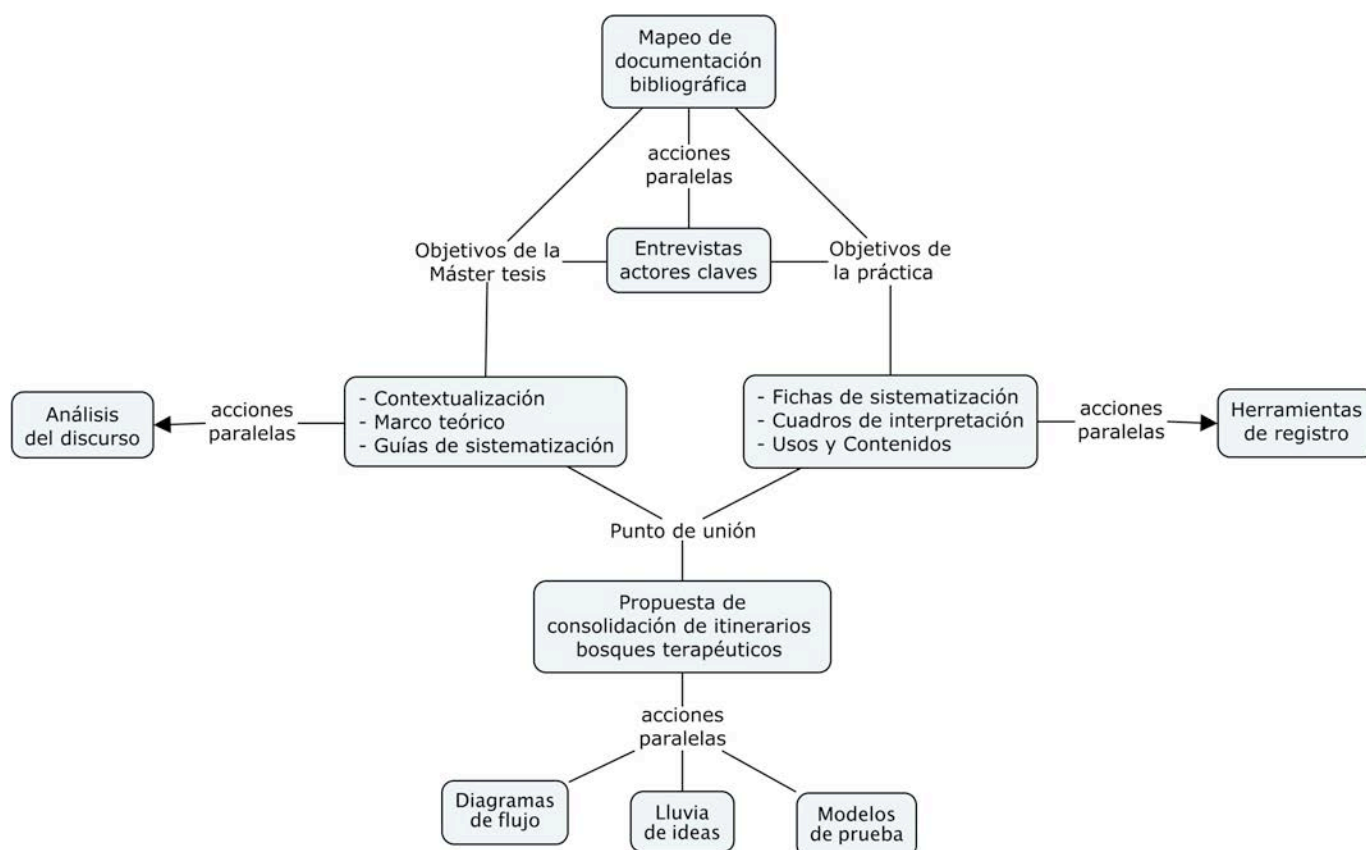 Mapeo de
documentación
bibliográfica
acciones
paralelas
Objetivos de la
Máster tesis
Entrevistas
actores claves
Objetivos de
la práctica
Análisis
del discurso
acciones
paralelas
- Contextualización
- Marco teórico
- Guías de sistematización
- Fichas de sistematización
- Cuadros de interpretación
- Usos y Contenidos
acciones
paralelas
Herramientas
de registro
Punto de unión
Propuesta de
consolidación de itinerarios
bosques terapéuticos
acciones
paralelas
Diagramas
de flujo
Lluvia
de ideas
Modelos
de prueba